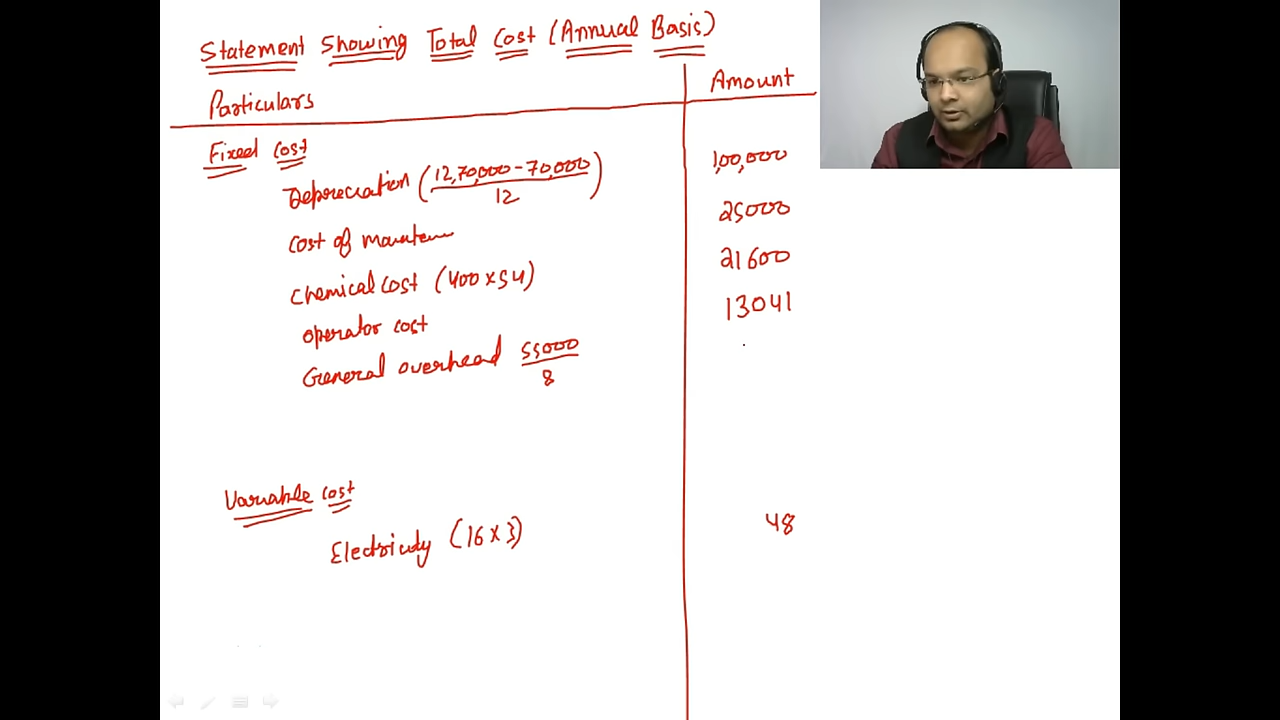 Statement Showing Total Cost (Annual Basis)
Particulars Amount
Fixed Cost
Depreciation (12,70,000 - 70,000 / 12) 1,00,000
Cost of 25000
Chemical Cost (400 x 54) 21600
operator cost 13041
General overhead 55000 / 8
Variable cost
Electricity (16 x 3) 48